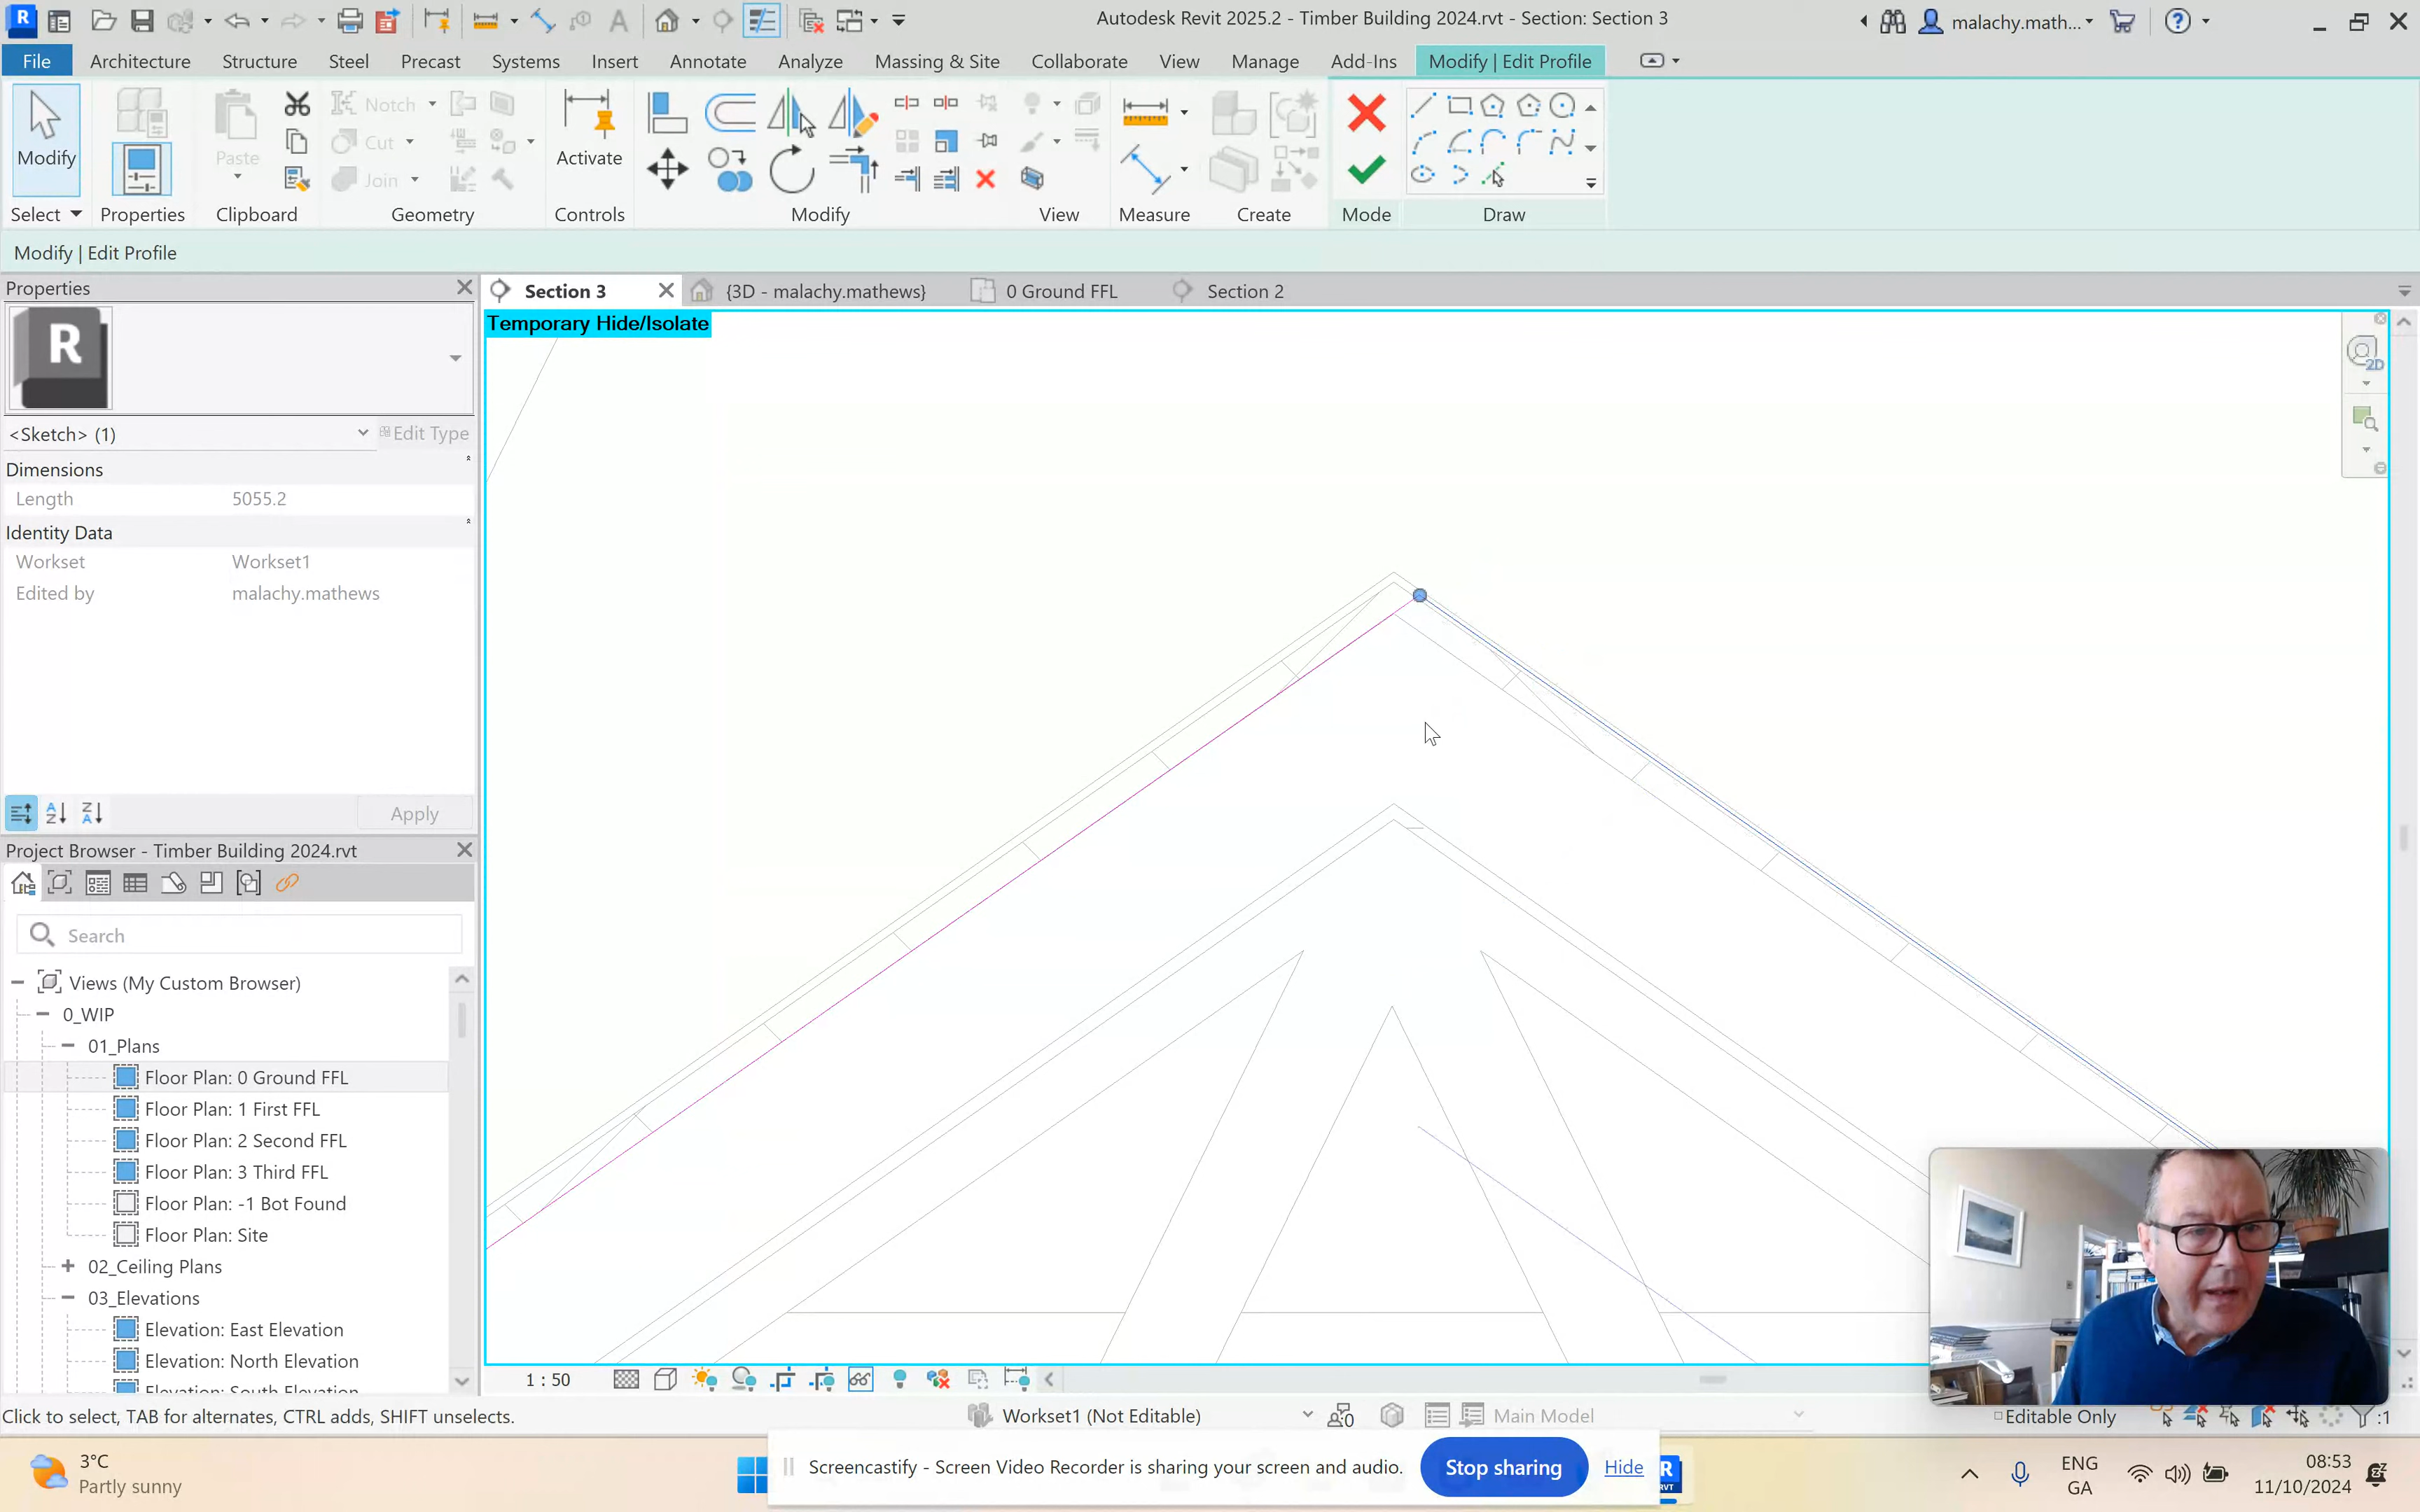 Autodesk Revit 2025.2 - Timber Building 2024.rvt - Section: Section 3
malachy.math...
File Architecture Structure Steel Precast Systems Insert Annotate Analyze Massing & Site Collaborate View Manage Add-Ins Modify | Edit Profile
Modify Paste Notch Cut Join Activate
Select Properties Clipboard Geometry Controls Modify View Measure Create Mode Draw
Modify | Edit Profile
Properties
Section 3 {3D - malachy.mathews} 0 Ground FFL Section 2
Temporary Hide/Isolate
R
2D
<Sketch> (1) Edit Type
Dimensions
Length 5055.2
Identity Data
Workset Workset1
Edited by malachy.mathews
Apply
Project Browser - Timber Building 2024.rvt
Search
Views (My Custom Browser)
0_WIP
01_Plans
Floor Plan: 0 Ground FFL
Floor Plan: 1 First FFL
Floor Plan: 2 Second FFL
Floor Plan: 3 Third FFL
Floor Plan: -1 Bot Found
Floor Plan: Site
02_Ceiling Plans
03_Elevations
Elevation: East Elevation
Elevation: North Elevation
Elevation: South Elevation
1 : 50
Click to select, TAB for alternates, CTRL adds, SHIFT unselects.
Workset1 (Not Editable) :0 Main Model Editable Only :1
3°C
Partly sunny
Screencastify - Screen Video Recorder is sharing your screen and audio. Stop sharing Hide
ENG
GA
08:53
11/10/2024